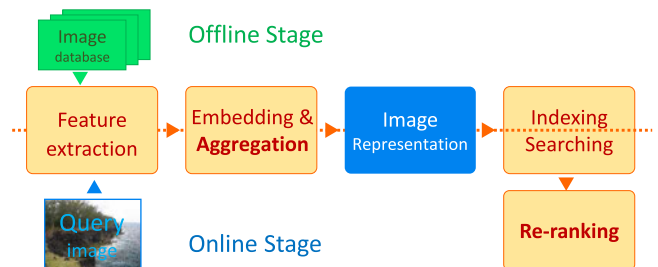 Image
database
Offline Stage
Feature
extraction
Embedding &
Aggregation
Image
Representation
Indexing
Searching
Query
image
Online Stage
Re-ranking